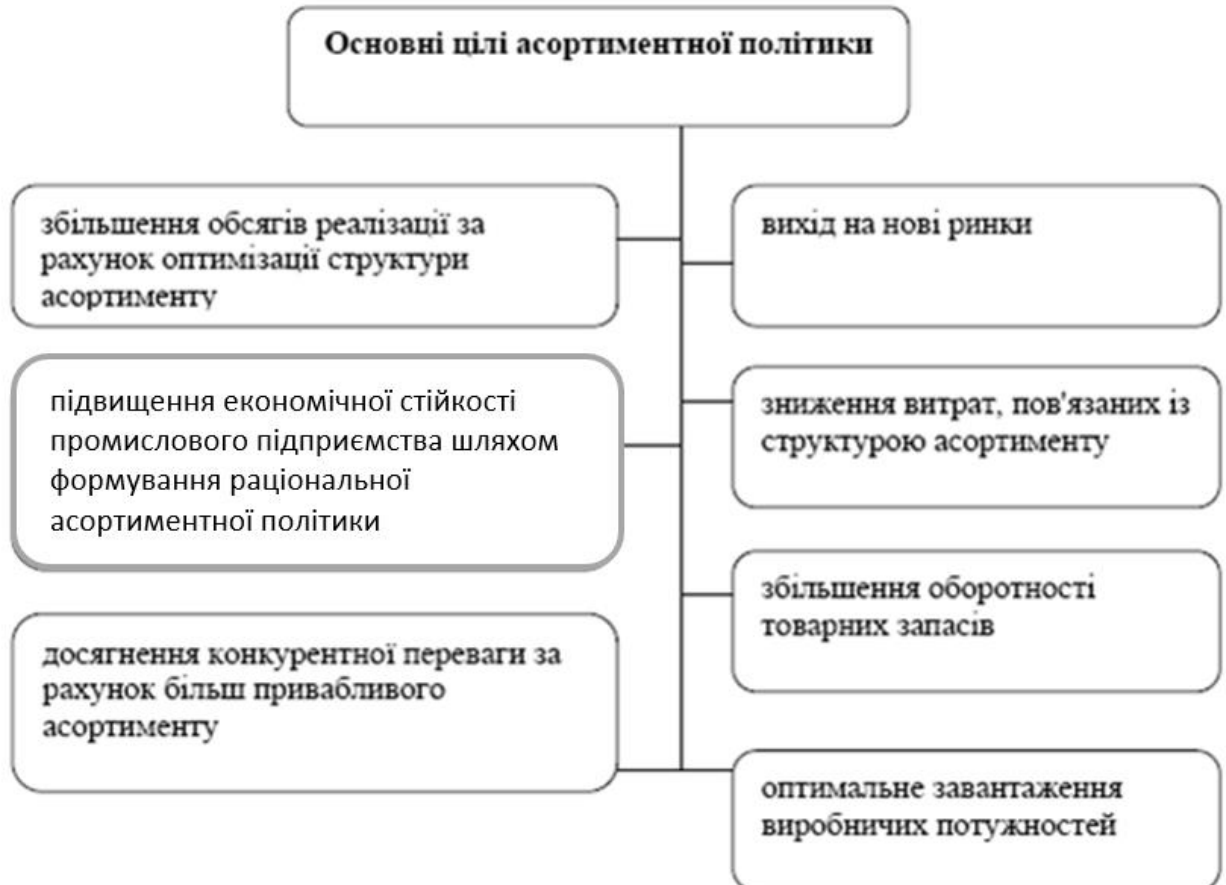 Основні цілі асортиментної політики
збільшення обсягів реалізації за
рахунок оптимізації структури
асортименту
підвищення економічної стійкості
промислового підприємства шляхом
формування раціональної
асортиментної політики
досягнення конкурентної переваги за
рахунок більш привабливого
асортименту
вихід на нові ринки
зниження витрат, пов'язаних із
структурою асортименту
збільшення оборотності
товарних запасів
оптимальне завантаження
виробничих потужностей